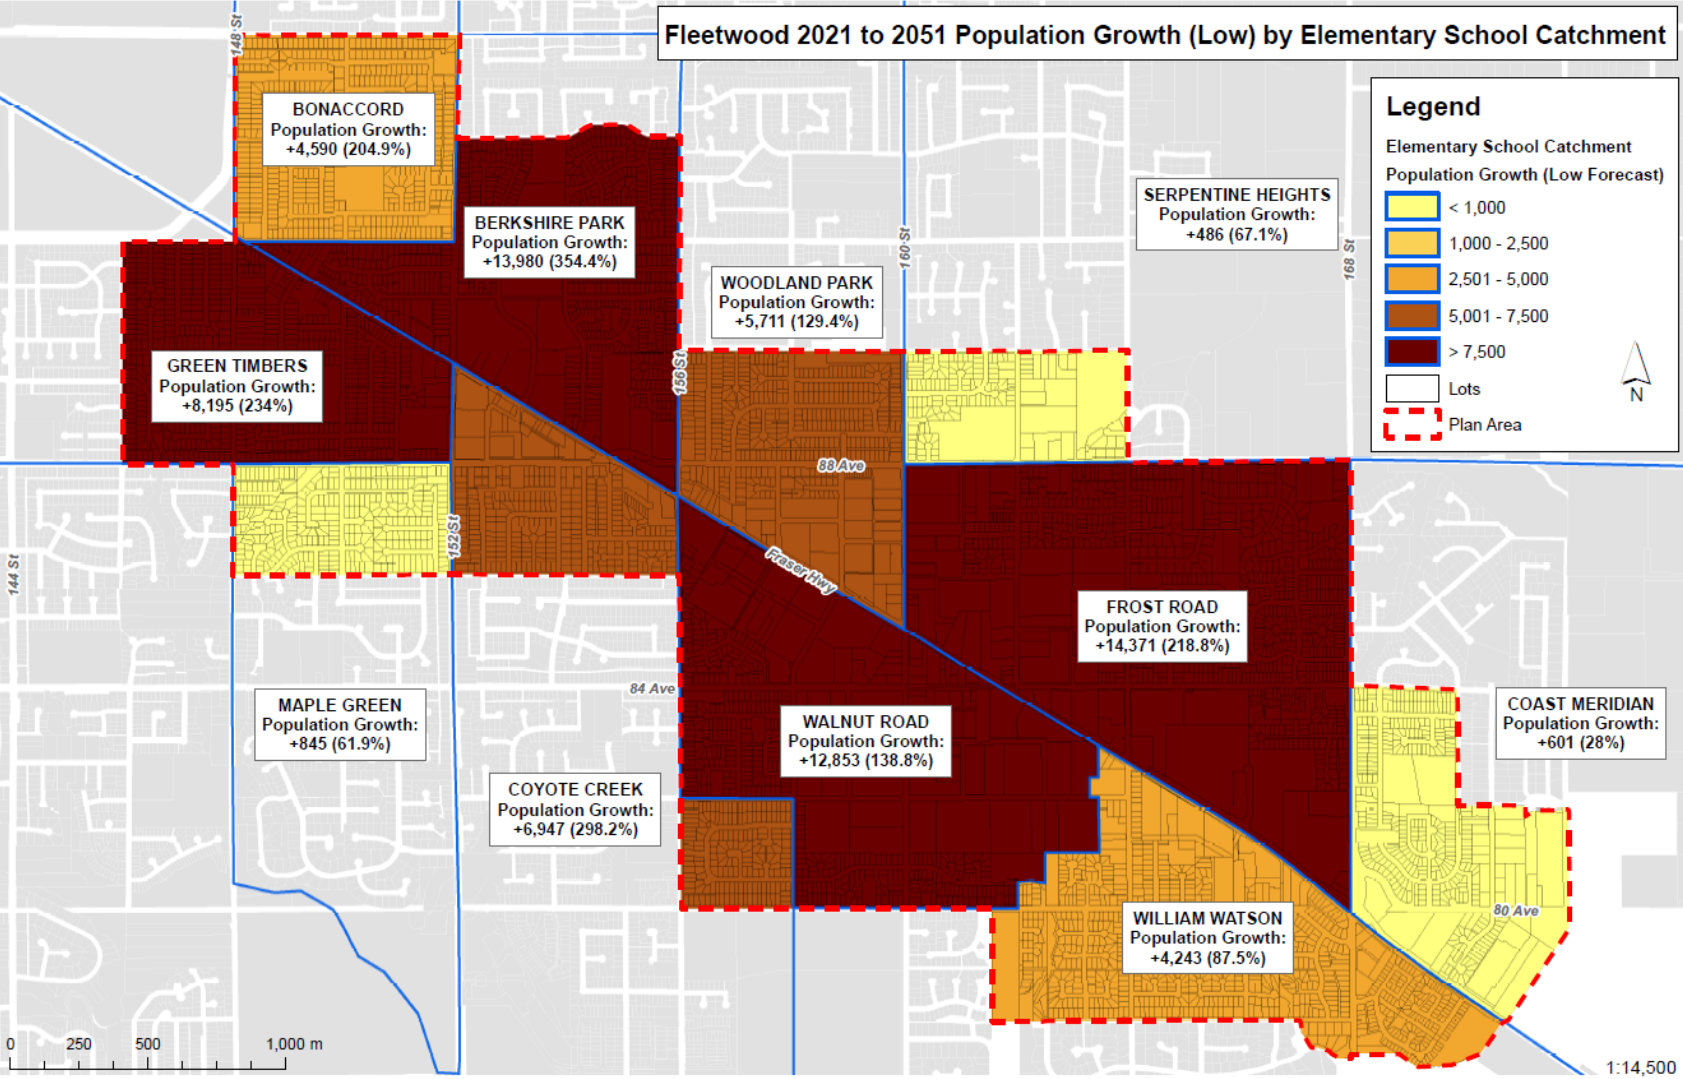 Fleetwood 2021 to 2051 Population Growth (Low) by Elementary School Catchment
Legend
Elementary School Catchment
Population Growth (Low Forecast)
< 1,000
1,000 - 2,500
2,501 - 5,000
5,001 - 7,500
> 7,500
Lots
Plan Area
N
148 St
BONACCORD
Population Growth:
+4,590 (204.9%)
BERKSHIRE PARK
Population Growth:
+13,980 (354.4%)
SERPENTINE HEIGHTS
Population Growth:
+486 (67.1%)
160 St
168 St
WOODLAND PARK
Population Growth:
+5,711 (129.4%)
GREEN TIMBERS
Population Growth:
+8,195 (234%)
156 St
88 Ave
152 St
144 St
Fraser Hwy
FROST ROAD
Population Growth:
+14,371 (218.8%)
84 Ave
MAPLE GREEN
Population Growth:
+845 (61.9%)
WALNUT ROAD
Population Growth:
+12,853 (138.8%)
COAST MERIDIAN
Population Growth:
+601 (28%)
COYOTE CREEK
Population Growth:
+6,947 (298.2%)
80 Ave
WILLIAM WATSON
Population Growth:
+4,243 (87.5%)
0 250 500 1,000 m
1:14,500